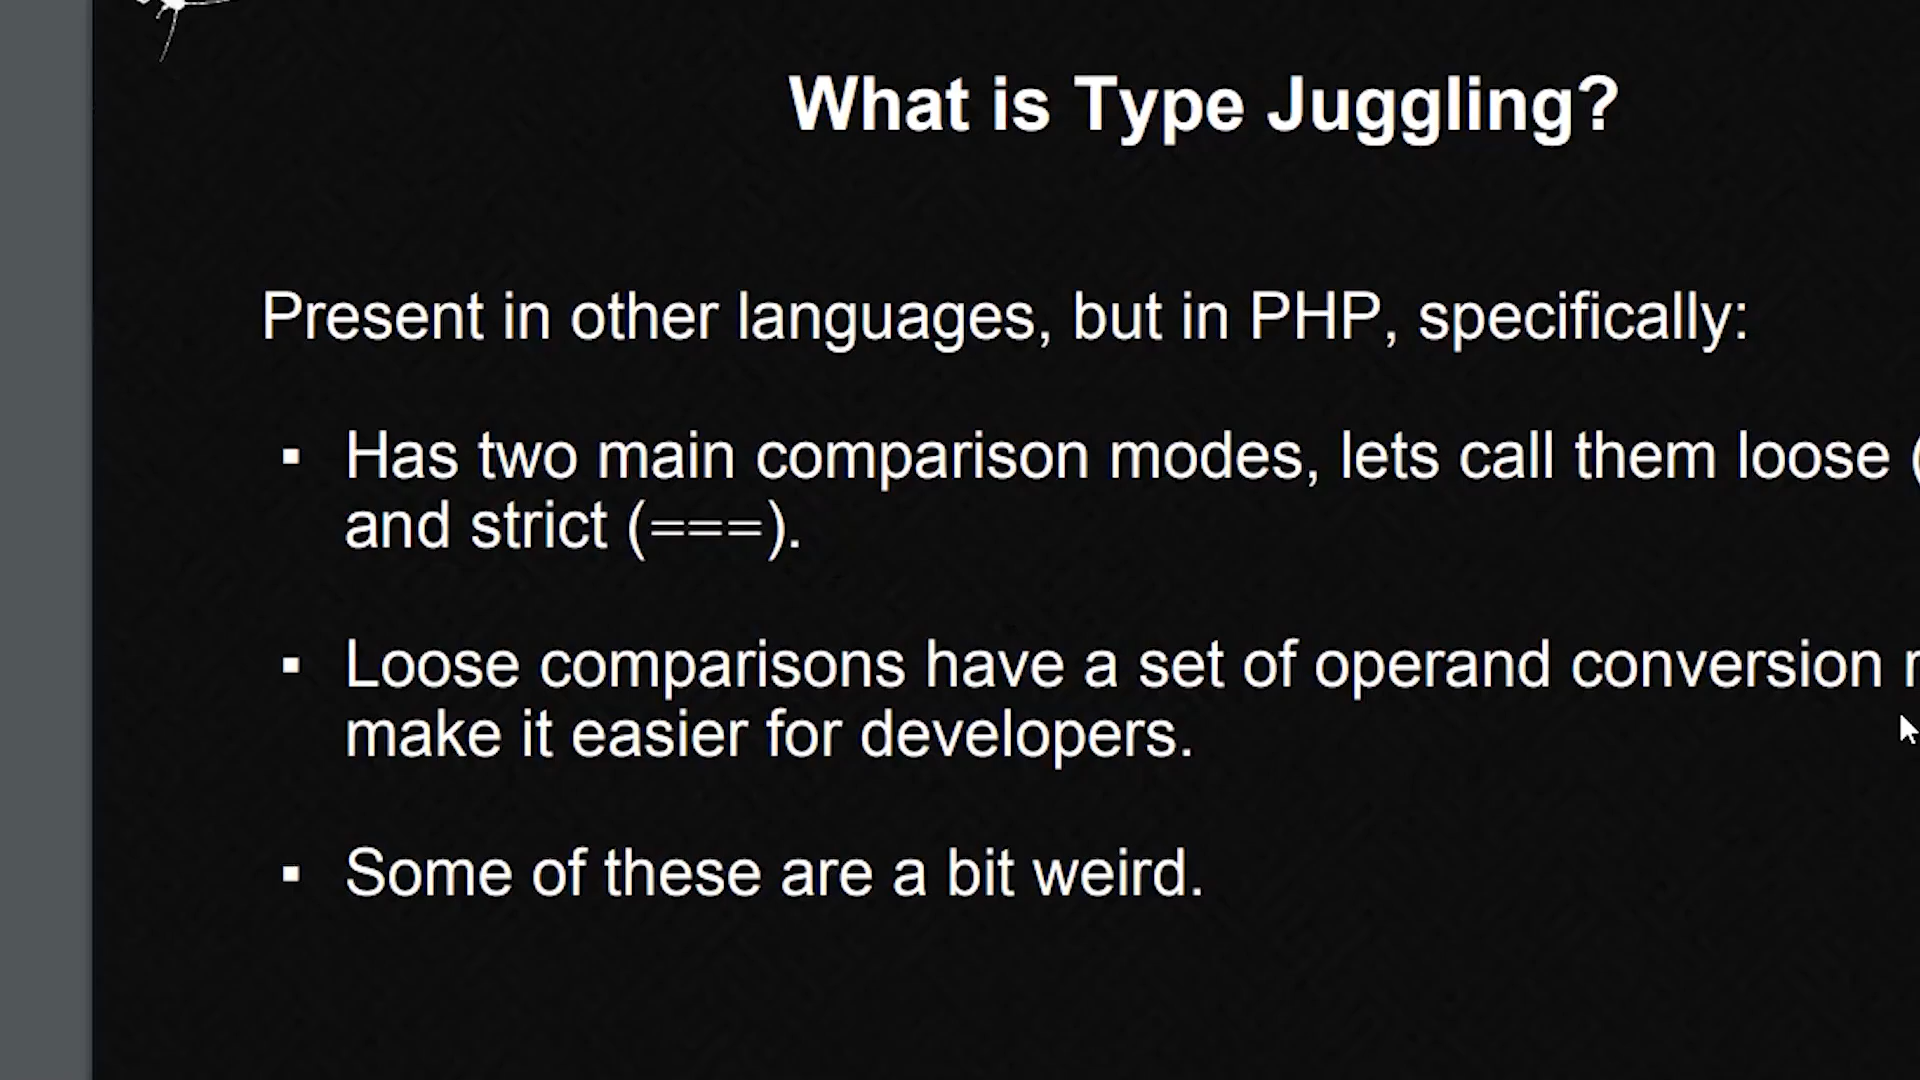 What is Type Juggling?
Present in other languages, but in PHP, specifically:
▪ Has two main comparison modes, lets call them loose (
and strict (===).
▪ Loose comparisons have a set of operand conversion
make it easier for developers.
▪ Some of these are a bit weird.